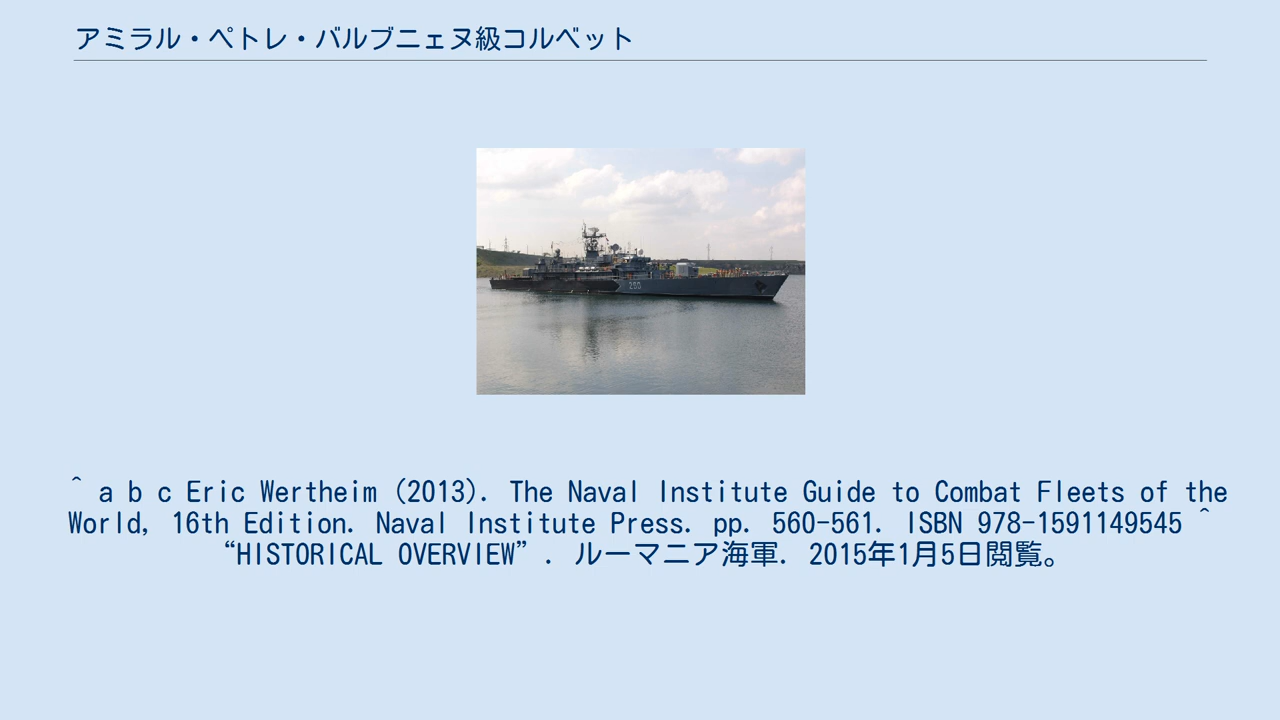 アミラル・ペトレ・バルブニェヌ級コルベット
250
^ a b c Eric Wertheim (2013). The Naval Institute Guide to Combat Fleets of the
World, 16th Edition. Naval Institute Press. pp. 560-561. ISBN 978-1591149545 ^
“HISTORICAL OVERVIEW”. ルーマニア海軍. 2015年1月5日閲覧。